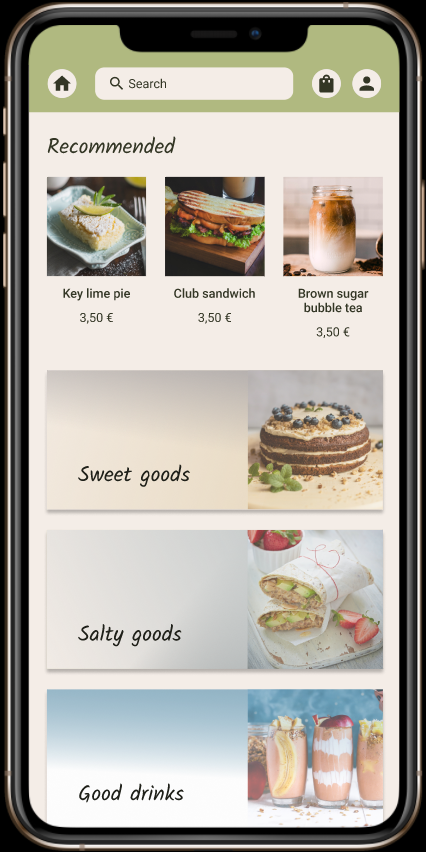 Search
Recommended
Key lime pie
3,50 €
Club sandwich
3,50 €
Brown sugar
bubble tea
3,50 €
Sweet goods
Salty goods
Good drinks